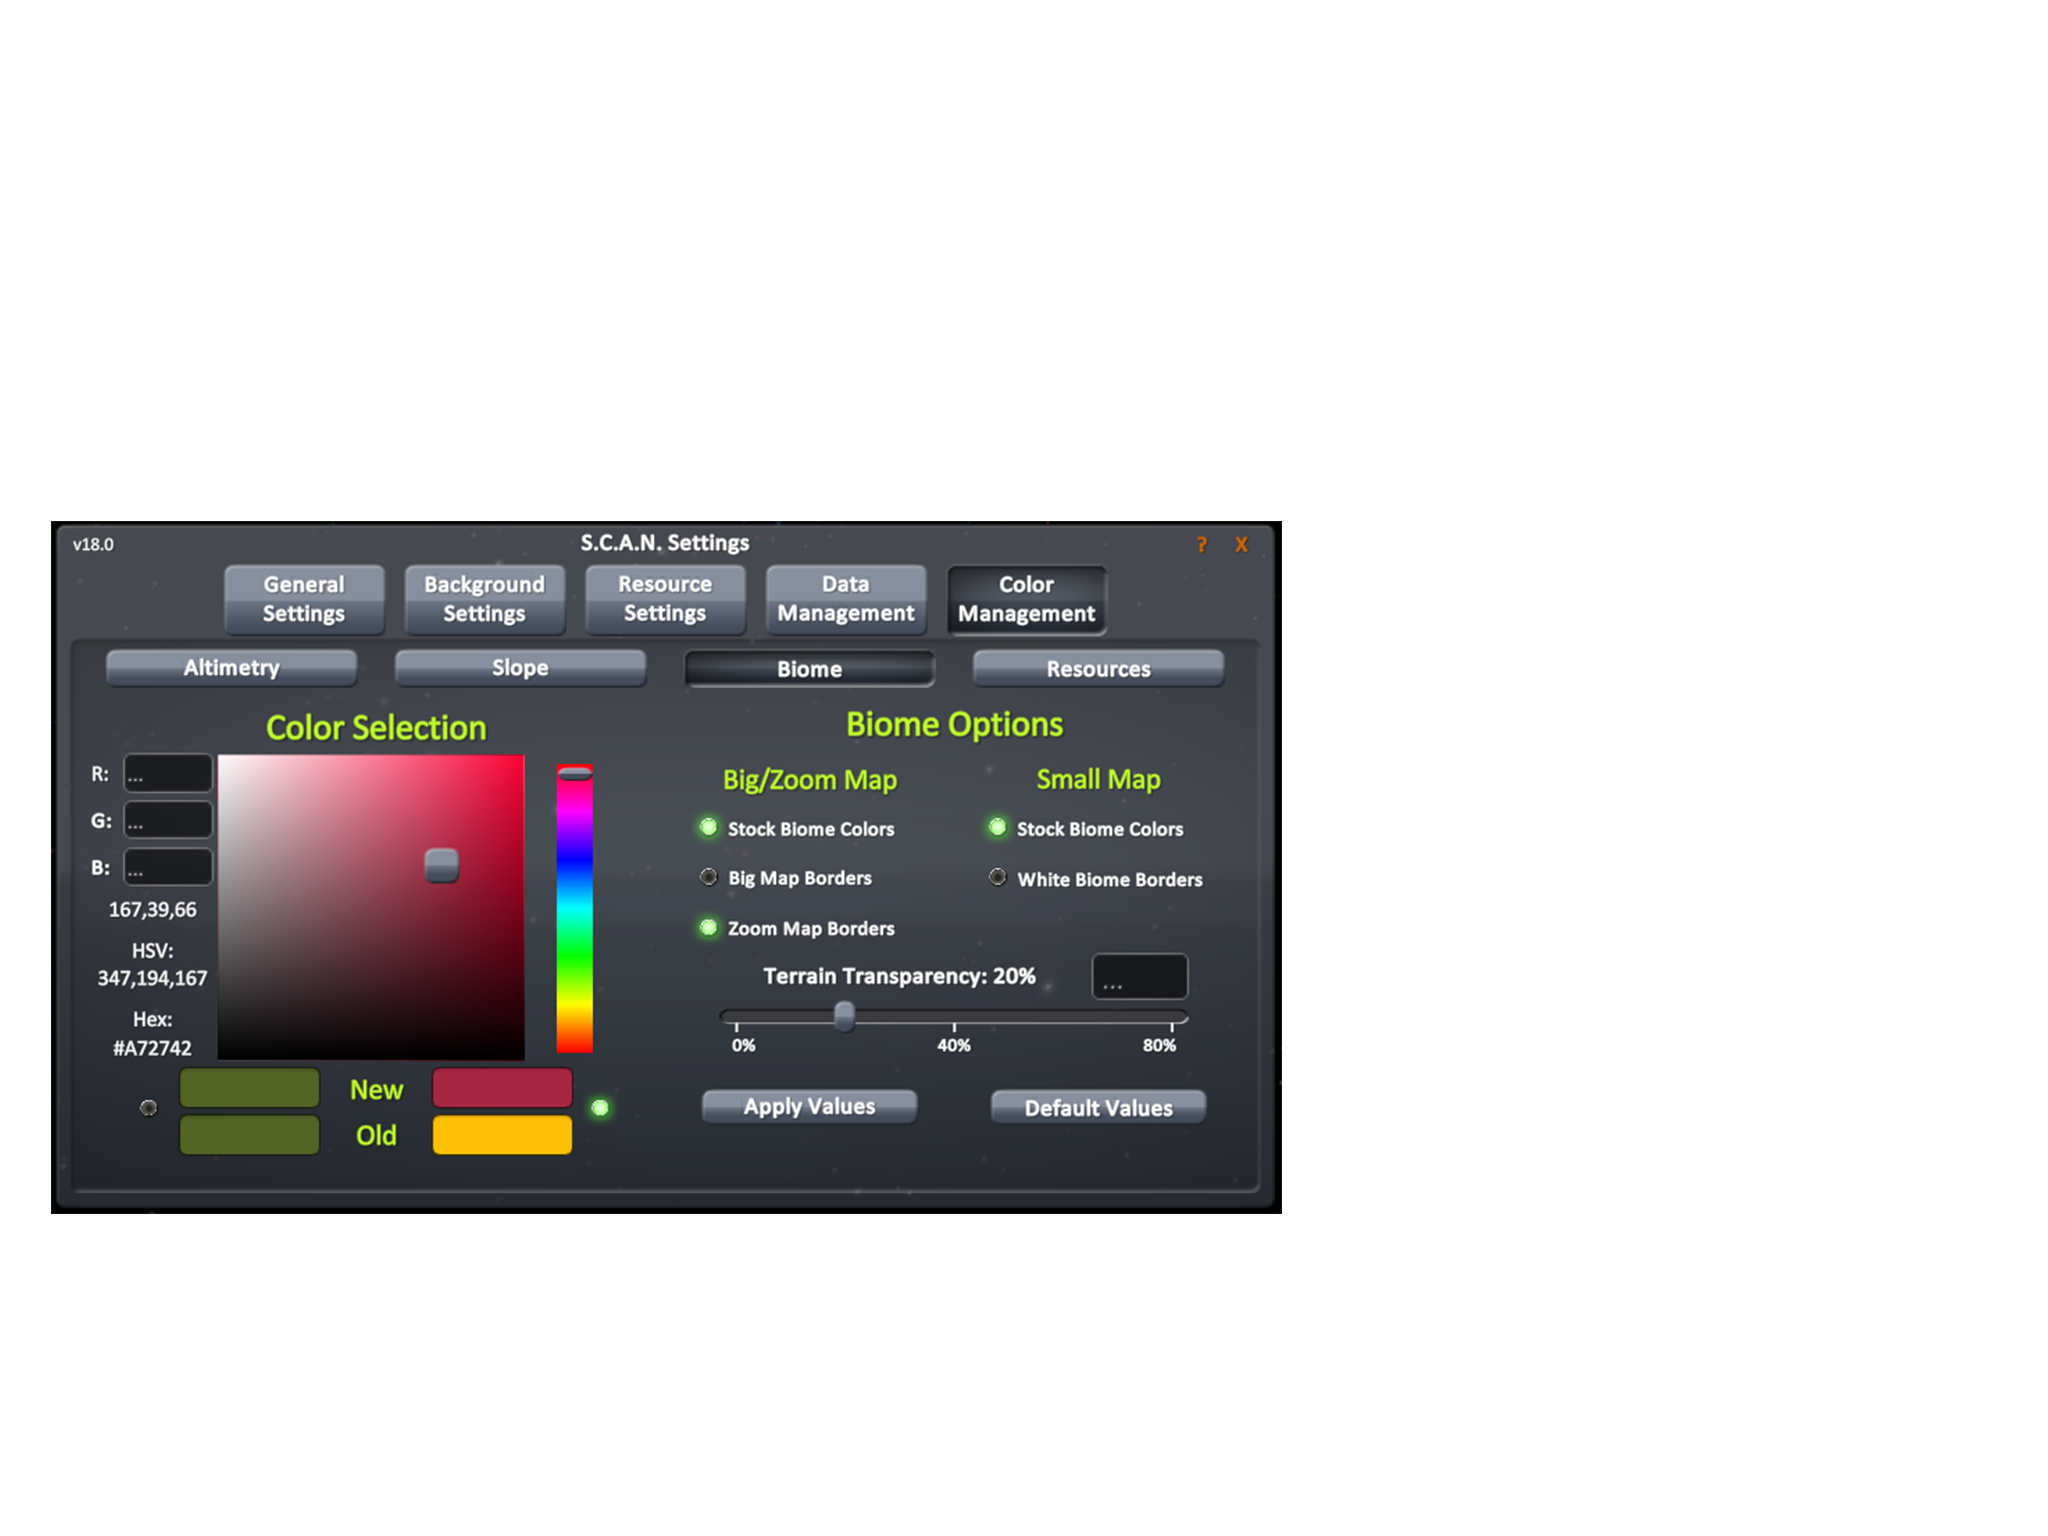 v18.0
S.C.A.N. Settings
?
X
General
Settings
Background
Settings
Resource
Settings
Data
Management
Color
Management
Altimetry
Slope
Biome
Resources
Color Selection
R: ...
G: ...
B: ...
167,39,66
HSV:
347,194,167
Hex:
#A72742
New
Old
Biome Options
Big/Zoom Map
Stock Biome Colors
Big Map Borders
Zoom Map Borders
Small Map
Stock Biome Colors
White Biome Borders
Terrain Transparency: 20%
...
0%
40%
80%
Apply Values
Default Values